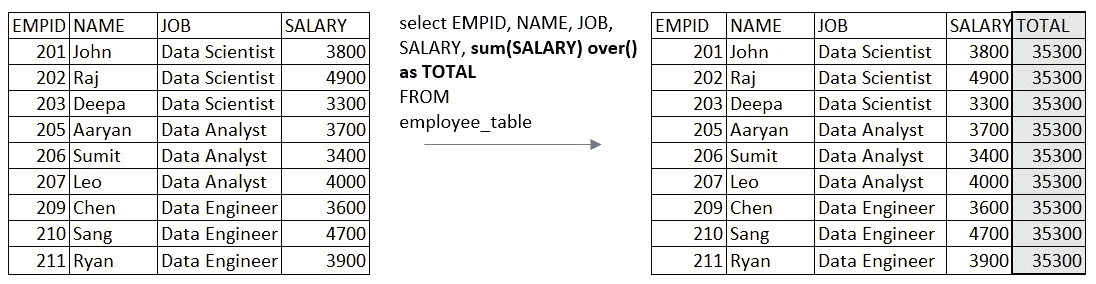 EMPID NAME JOB SALARY
201 John Data Scientist 3800
202 Raj Data Scientist 4900
203 Deepa Data Scientist 3300
205 Aaryan Data Analyst 3700
206 Sumit Data Analyst 3400
207 Leo Data Analyst 4000
209 Chen Data Engineer 3600
210 Sang Data Engineer 4700
211 Ryan Data Engineer 3900
select EMPID, NAME, JOB,
SALARY, sum(SALARY) over()
as TOTAL
FROM
employee_table
EMPID NAME JOB SALARY TOTAL
201 John Data Scientist 3800 35300
202 Raj Data Scientist 4900 35300
203 Deepa Data Scientist 3300 35300
205 Aaryan Data Analyst 3700 35300
206 Sumit Data Analyst 3400 35300
207 Leo Data Analyst 4000 35300
209 Chen Data Engineer 3600 35300
210 Sang Data Engineer 4700 35300
211 Ryan Data Engineer 3900 35300